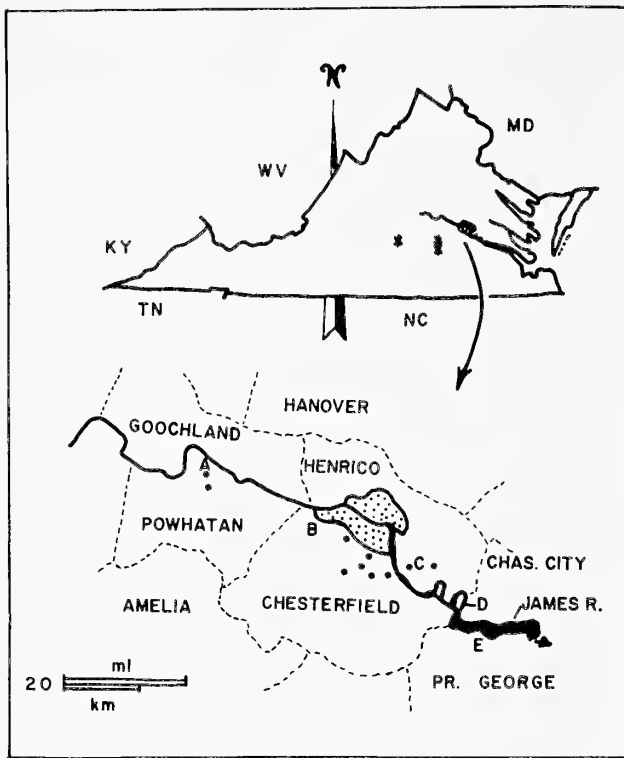 N
MD
WV
KY
TN
NC
HANOVER
GOOCHLAND
A
HENRICO
POWHATAN
B
C
CHAS. CITY
AMELIA
CHESTERFIELD
D
JAMES R.
E
mi
20
km
PR. GEORGE